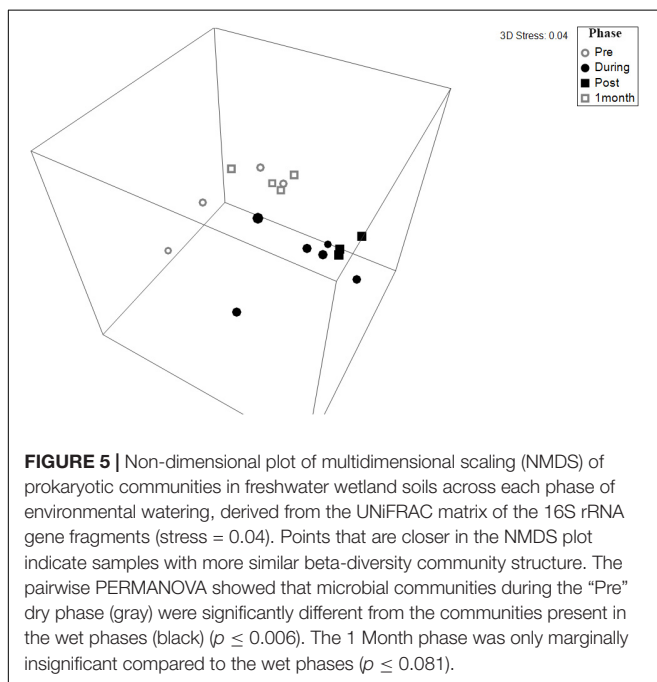 3D Stress: 0.04
Phase
Pre
During
Post
1month
FIGURE 5 | Non-dimensional plot of multidimensional scaling (NMDS) of
prokaryotic communities in freshwater wetland soils across each phase of
environmental watering, derived from the UNiFRAC matrix of the 16S rRNA
gene fragments (stress = 0.04). Points that are closer in the NMDS plot
indicate samples with more similar beta-diversity community structure. The
pairwise PERMANOVA showed that microbial communities during the “Pre”
dry phase (gray) were significantly different from the communities present in
the wet phases (black) (p ≤ 0.006). The 1 Month phase was only marginally
insignificant compared to the wet phases (p ≤ 0.081).